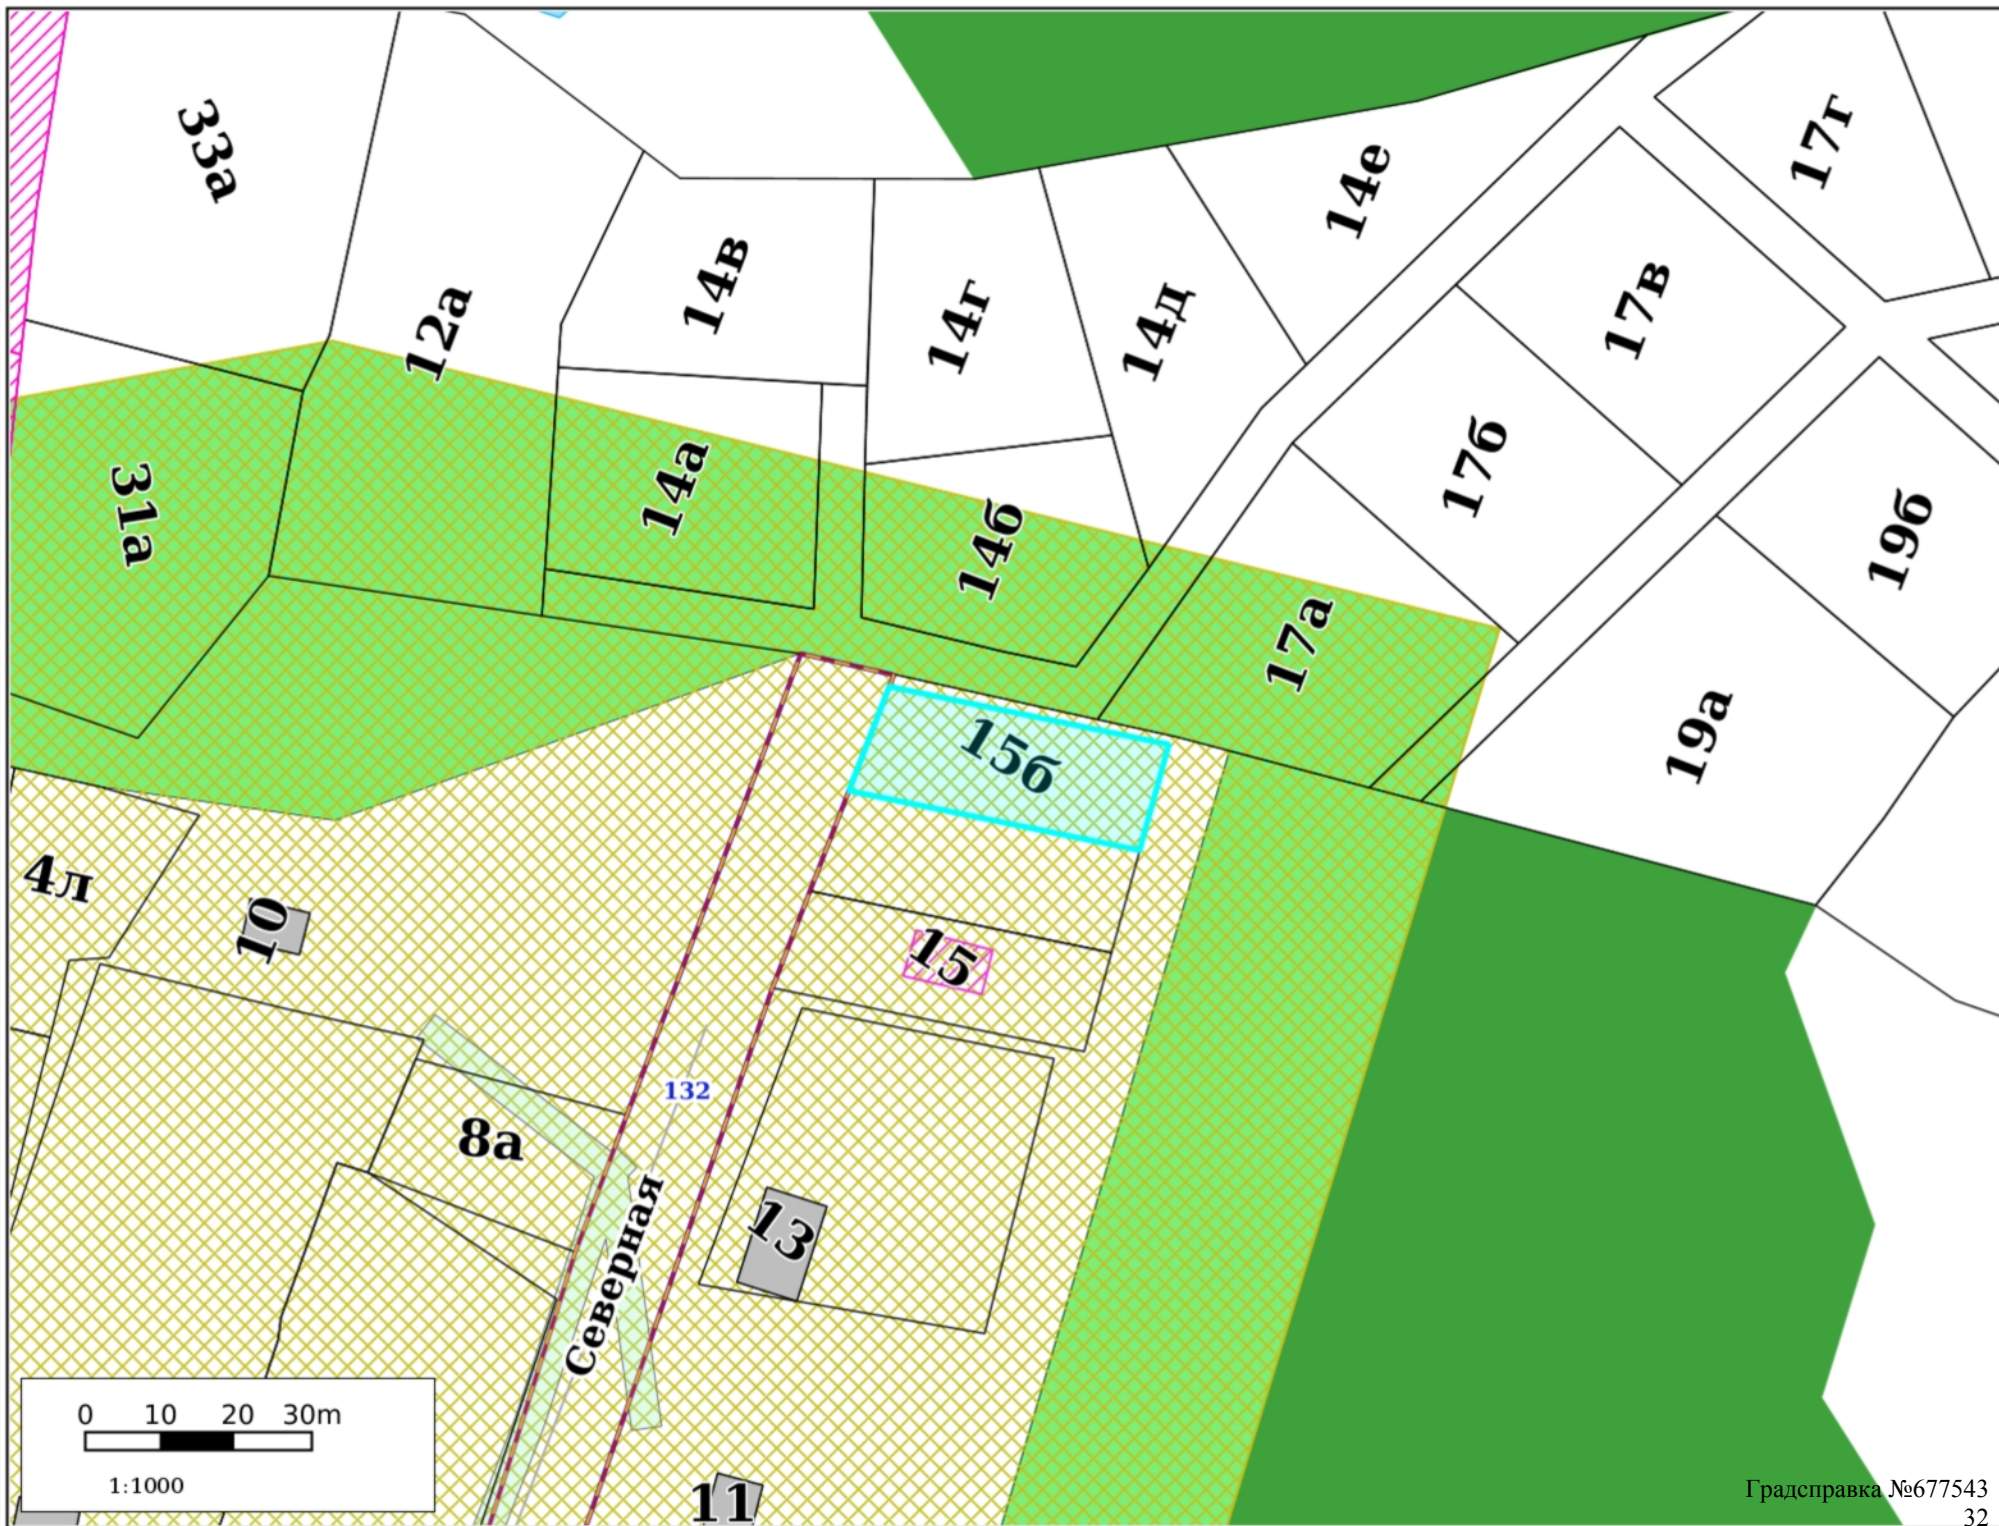 33а
12а
14в
14г
14д
14е
17г
17в
17б
19б
31а
14а
14б
17а
19а
15б
4л
10
15
132
8а
Северная
13
11
0 10 20 30m
1:1000
Градсправка №677543
32